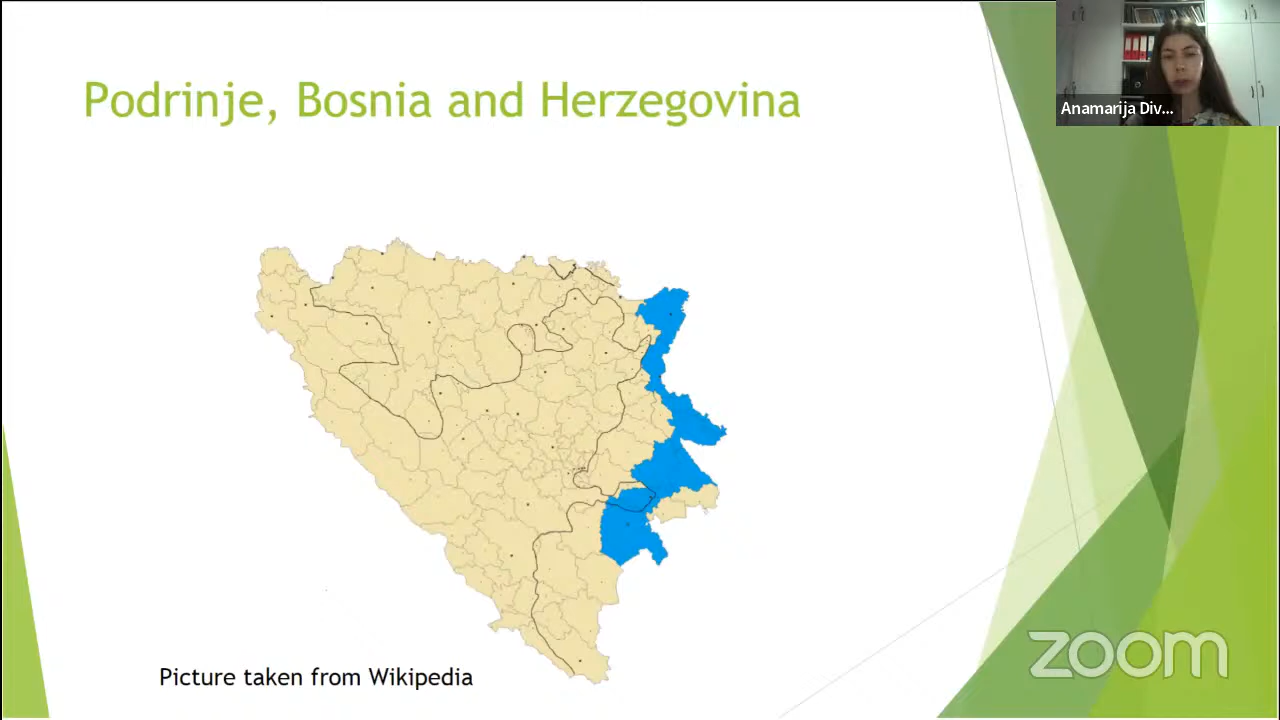 Podrinje, Bosnia and Herzegovina
Anamarija Div...
Picture taken from Wikipedia
zoom